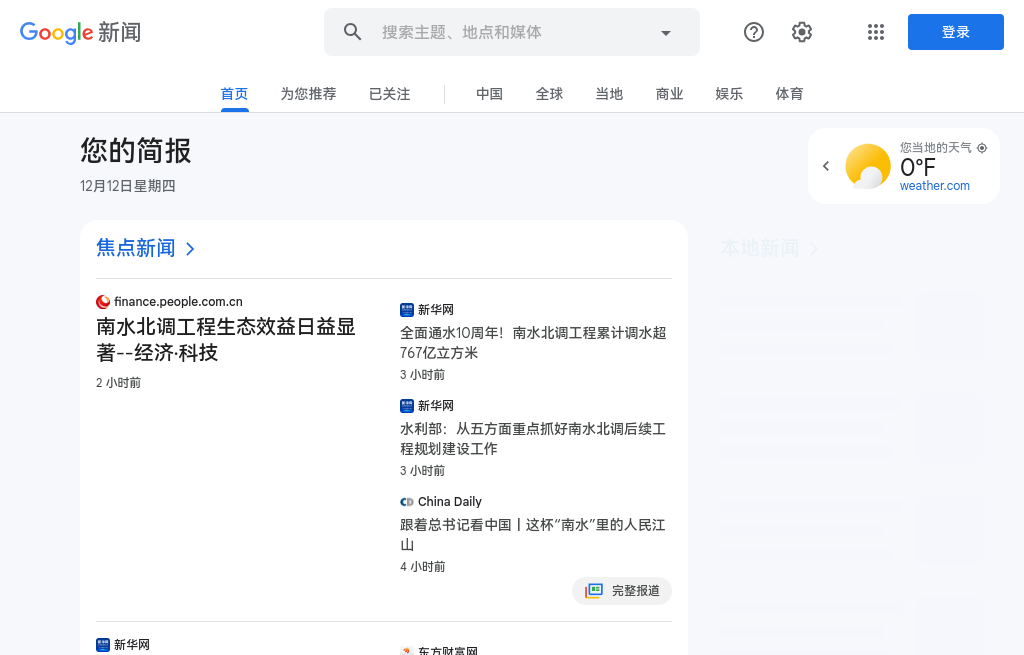 Google 新闻
搜索主题、地点和媒体
登录
首页
为您推荐
已关注
中国
全球
当地
商业
娱乐
体育
您的简报
12月12日星期四
您当地的天气
0°F
weather.com
焦点新闻
本地新闻
finance.people.com.cn
南水北调工程生态效益日益显
著--经济·科技
2 小时前
新华网
全面通水10周年！南水北调工程累计调水超
767亿立方米
3 小时前
新华网
水利部：从五方面重点抓好南水北调后续工
程规划建设工作
3 小时前
China Daily
跟着总书记看中国丨这杯“南水”里的人民江
山
4 小时前
完整报道
新华网
东方财富网